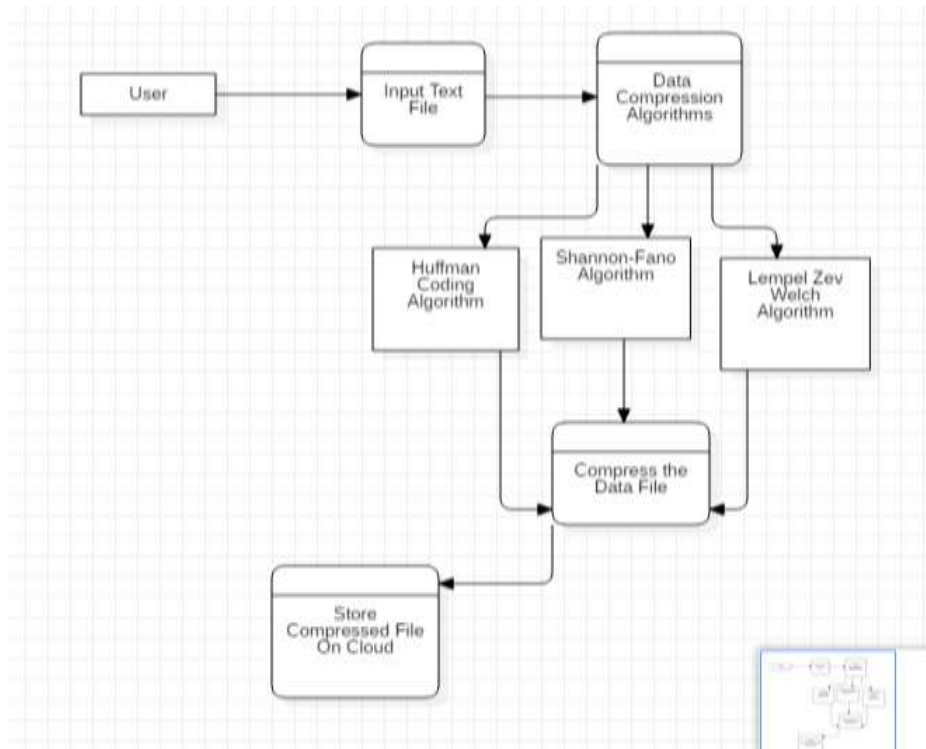 User
Input Text
File
Data
Compression
Algorithms
Huffman
Coding
Algorithm
Shannon-Fano
Algorithm
Lempel Zev
Welch
Algorithm
Compress the
Data File
Store
Compressed File
On Cloud